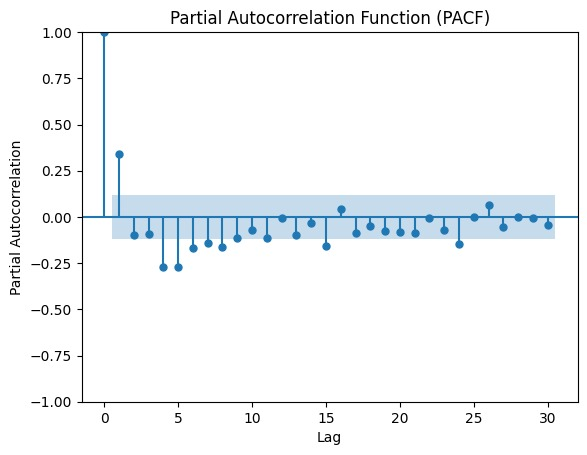 Partial Autocorrelation Function (PACF)
1.00
0.75
0.50
0.25
0.00
−0.25
−0.50
−0.75
−1.00
Partial Autocorrelation
0 5 10 15 20 25 30
Lag